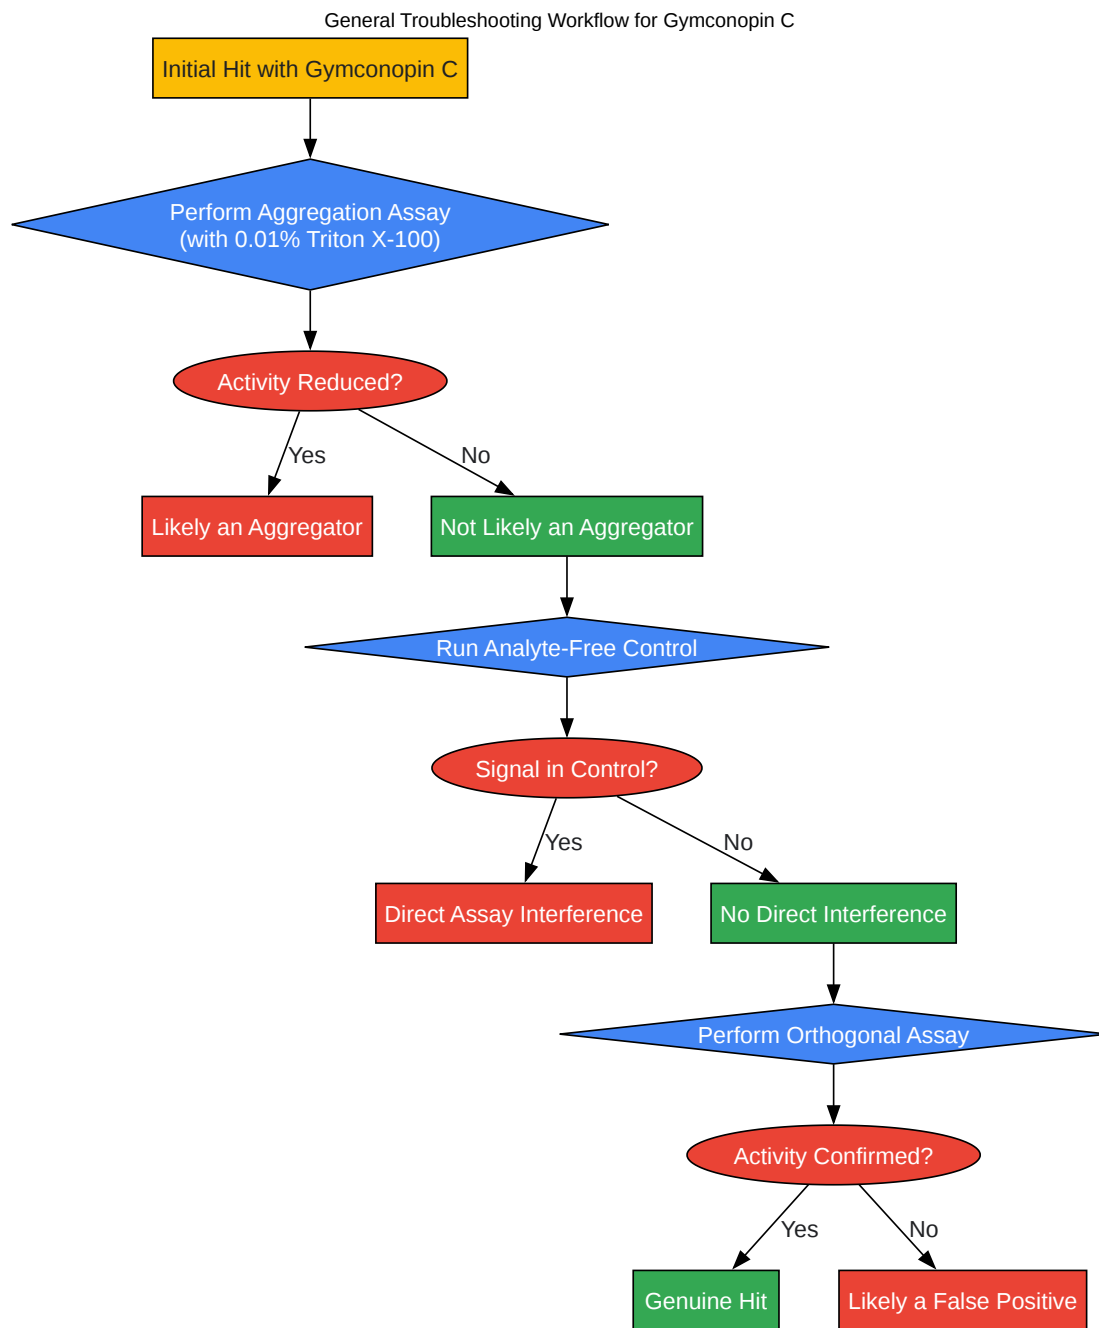 General Troubleshooting Workflow for Gymconopin C
Initial Hit with Gymconopin C
Perform Aggregation Assay
(with 0.01% Triton X-100)
Activity Reduced?
Yes
No
Likely an Aggregator
Not Likely an Aggregator
Run Analyte-Free Control
Signal in Control?
Yes
No
Direct Assay Interference
No Direct Interference
Perform Orthogonal Assay
Activity Confirmed?
Yes
No
Genuine Hit
Likely a False Positive